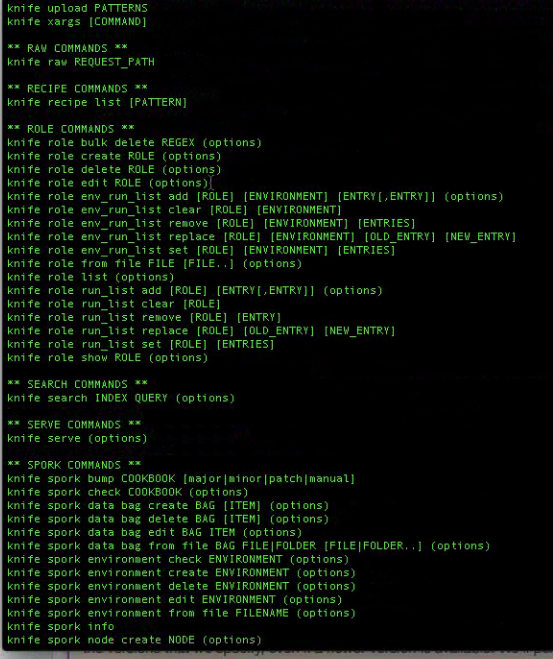 knife upload PATTERNS
knife xargs [COMMAND]
** RAW COMMANDS **
knife raw REQUEST_PATH
** RECIPE COMMANDS **
knife recipe list [PATTERN]
** ROLE COMMANDS **
knife role bulk delete REGEX (options)
knife role create ROLE (options)
knife role delete ROLE (options)
knife role edit ROLE (options)
knife role env_run_list add [ROLE] [ENVIRONMENT] [ENTRY[,ENTRY]] (options)
knife role env_run_list clear [ROLE] [ENVIRONMENT]
knife role env_run_list remove [ROLE] [ENVIRONMENT] [ENTRIES]
knife role env_run_list replace [ROLE] [ENVIRONMENT] [OLD_ENTRY] [NEW_ENTRY]
knife role env_run_list set [ROLE] [ENVIRONMENT] [ENTRIES]
knife role from file FILE [FILE..] (options)
knife role list (options)
knife role run_list add [ROLE] [ENTRY[,ENTRY]] (options)
knife role run_list clear [ROLE]
knife role run_list remove [ROLE] [ENTRY]
knife role run_list replace [ROLE] [OLD_ENTRY] [NEW_ENTRY]
knife role run_list set [ROLE] [ENTRIES]
knife role show ROLE (options)
** SEARCH COMMANDS **
knife search INDEX QUERY (options)
** SERVE COMMANDS **
knife serve (options)
** SPORK COMMANDS **
knife spork bump COOKBOOK [major|minor|patch|manual]
knife spork check COOKBOOK (options)
knife spork data bag create BAG [ITEM] (options)
knife spork data bag delete BAG [ITEM] (options)
knife spork data bag edit BAG ITEM (options)
knife spork data bag from file BAG FILE|FOLDER [FILE|FOLDER..] (options)
knife spork environment check ENVIRONMENT (options)
knife spork environment create ENVIRONMENT (options)
knife spork environment delete ENVIRONMENT (options)
knife spork environment edit ENVIRONMENT (options)
knife spork environment from file FILENAME (options)
knife spork info
knife spork node create NODE (options)